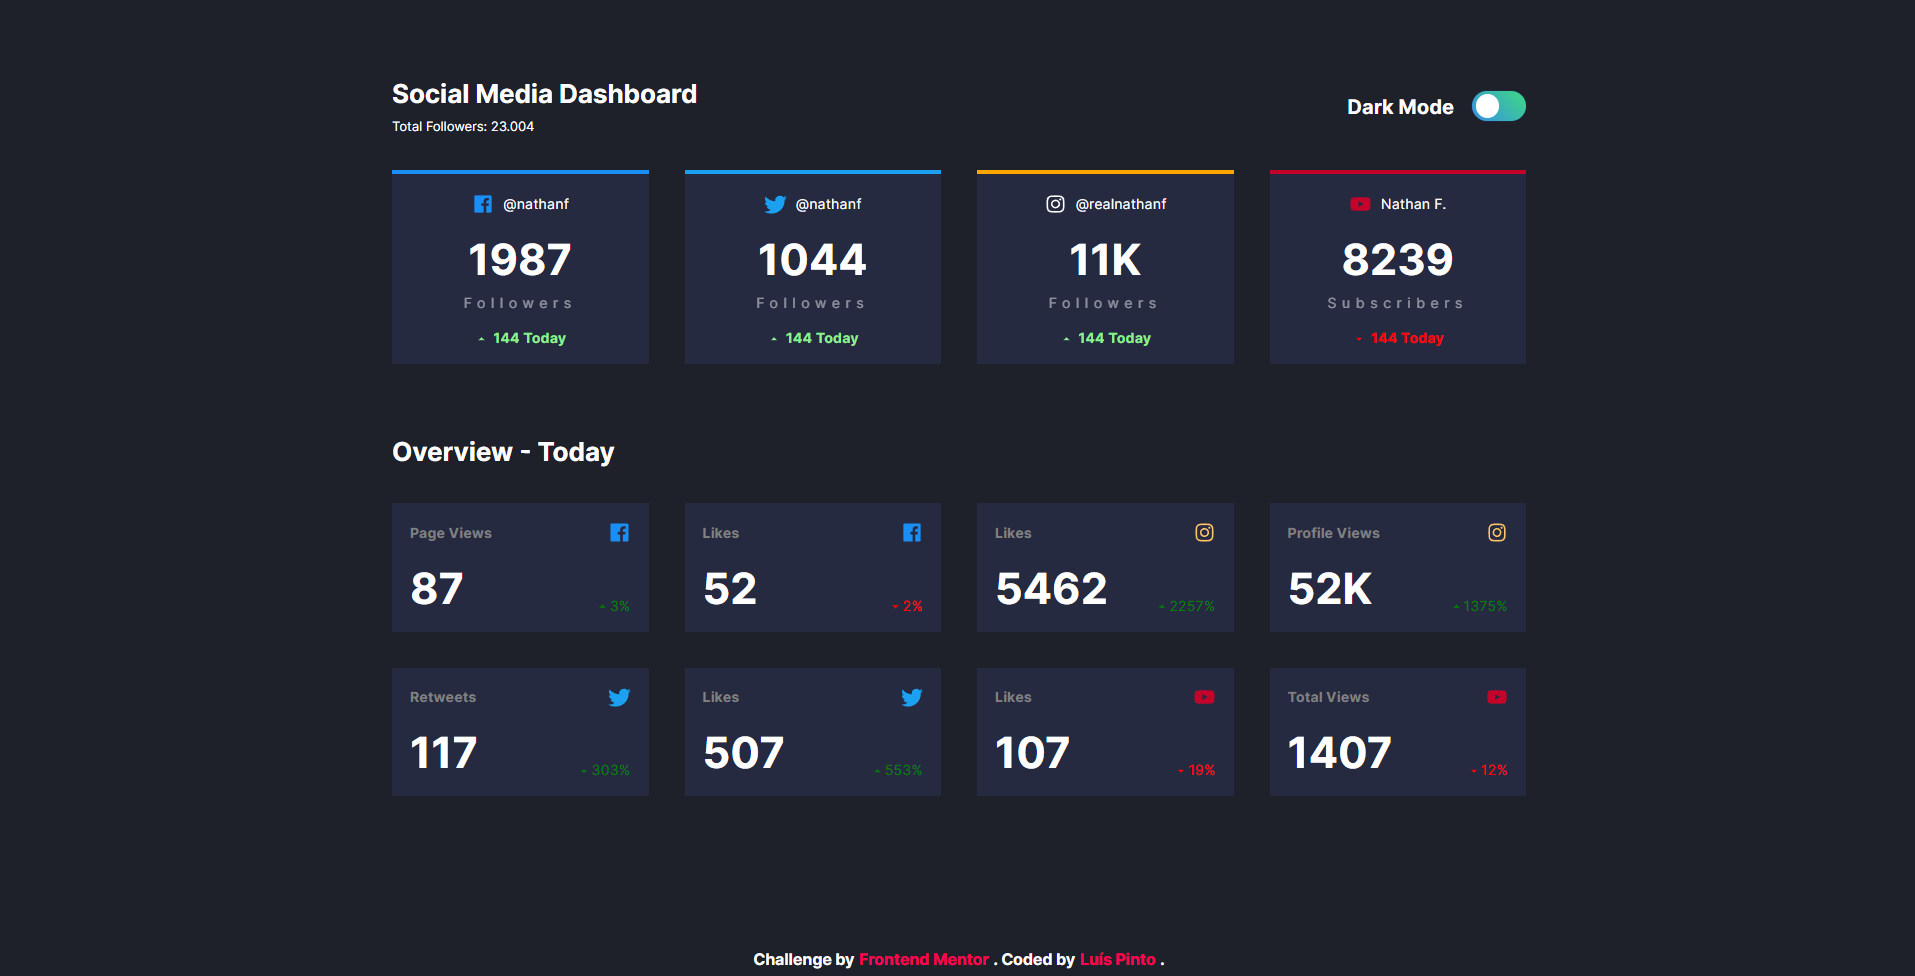 Social Media Dashboard
Total Followers: 23.004
Dark Mode
@nathanf
1987
Followers
144 Today
@nathanf
1044
Followers
144 Today
@realnathanf
11K
Followers
144 Today
Nathan F.
8239
Subscribers
144 Today
Overview - Today
Page Views
87
3%
Likes
52
2%
Likes
5462
2257%
Profile Views
52K
1375%
Retweets
117
303%
Likes
507
553%
Likes
107
19%
Total Views
1407
12%
Challenge by Frontend Mentor . Coded by Luís Pinto .